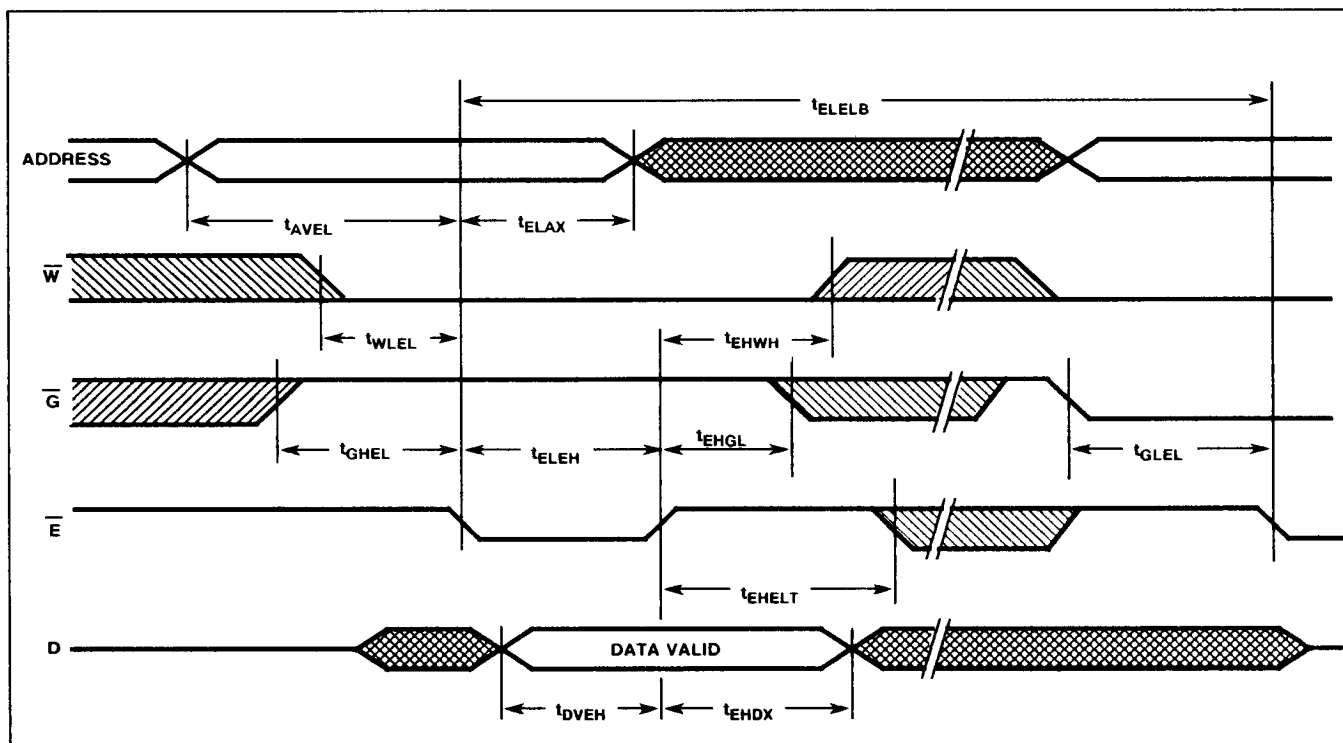 tELELB
ADDRESS
tAVEL
tELAX
W̅
tWLEL
tEHWH
G̅
tGHEL
tELEH
tEHGL
tGLEL
E̅
tEHELT
D
DATA VALID
tDVEH
tEHDX